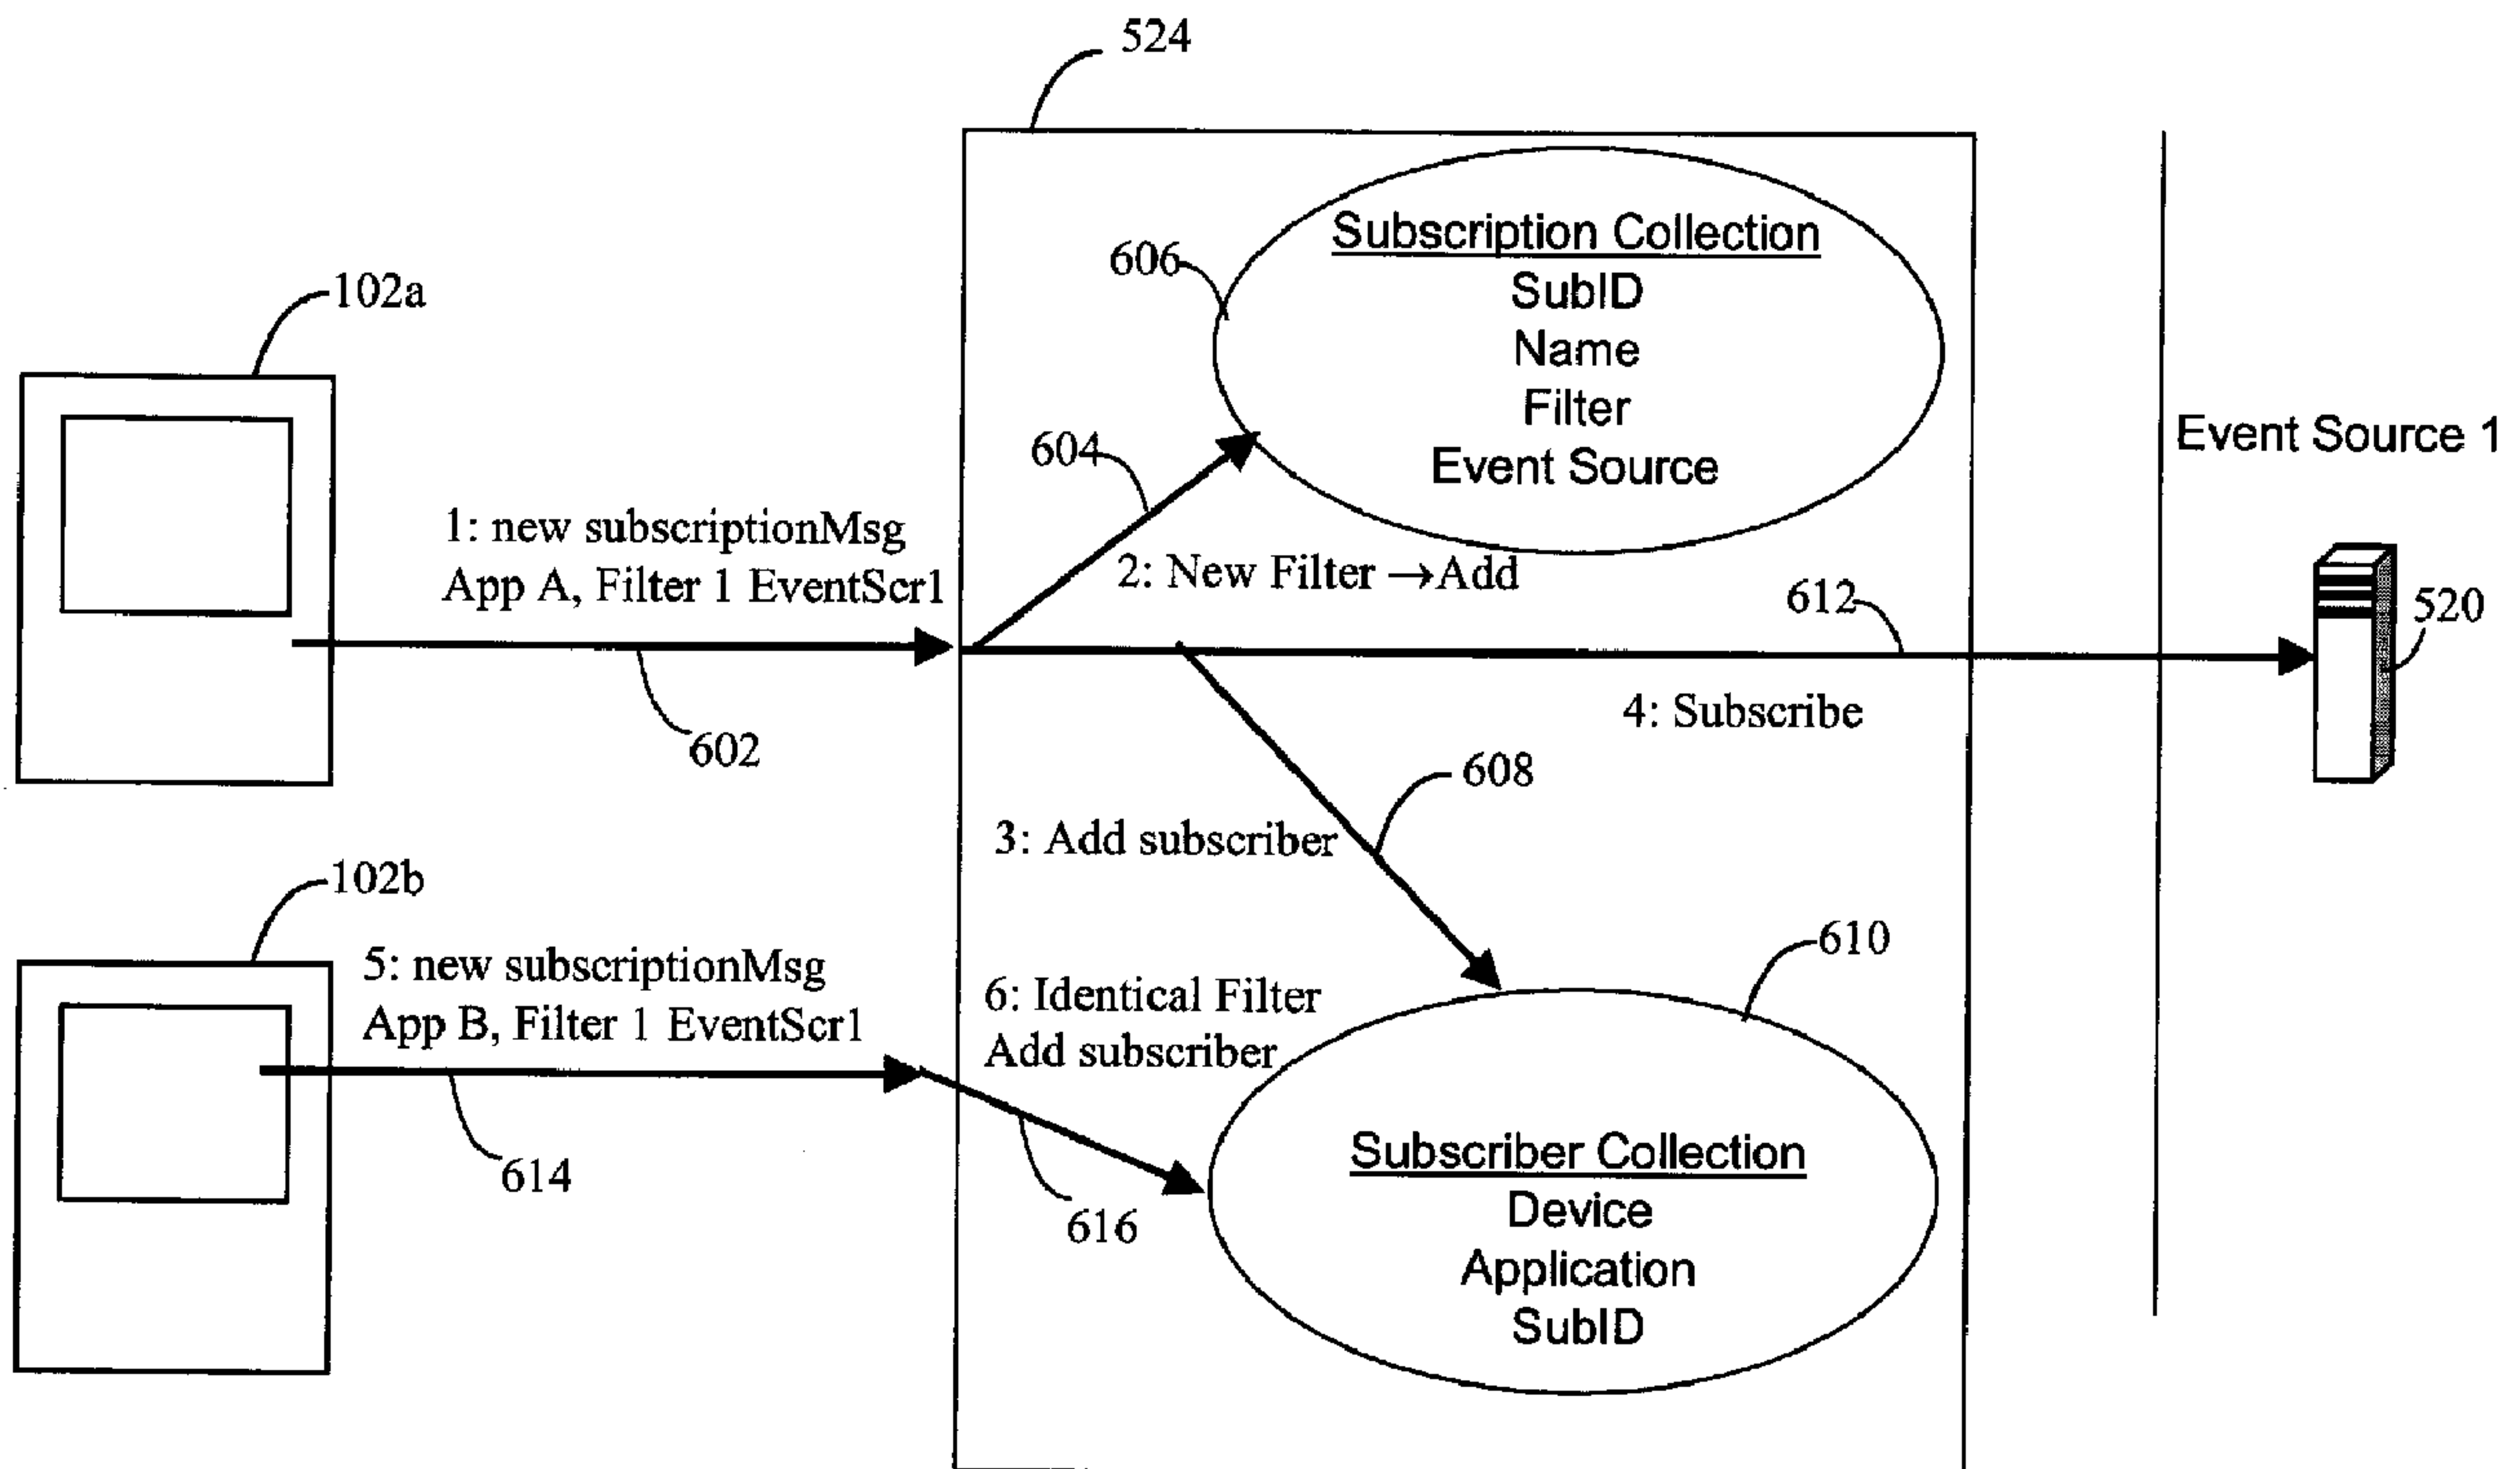 524
Subscription Collection
SubID
Name
Filter
Event Source
606
102a
604
Event Source 1
1: new subscriptionMsg
App A, Filter 1 EventScr1
2: New Filter →Add
612
520
602
4: Subscribe
608
3: Add subscriber
102b
610
5: new subscriptionMsg
App B, Filter 1 EventScr1
6: Identical Filter
Add subscriber
614
616
Subscriber Collection
Device
Application
SubID